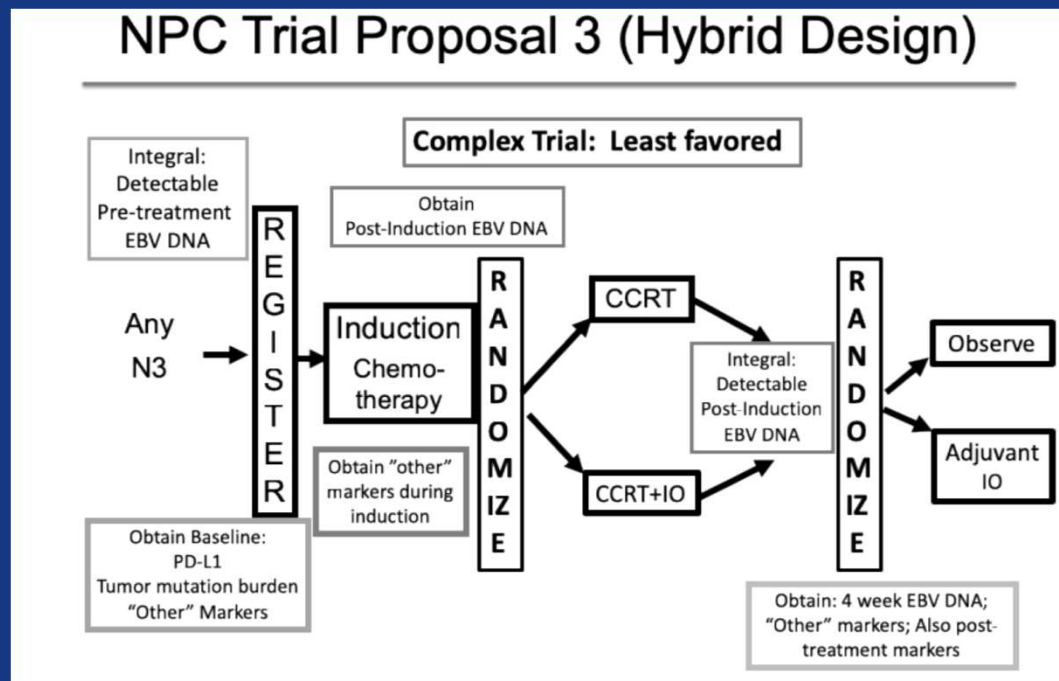 NPC Trial Proposal 3 (Hybrid Design)
Complex Trial: Least favored
Integral:
Detectable
Pre-treatment
EBV DNA
Any
N3
REGISTER
Obtain Baseline:
PD-L1
Tumor mutation burden
“Other” Markers
Obtain
Post-Induction EBV DNA
Induction
Chemo-
therapy
Obtain ”other”
markers during
induction
RANDOMIZE
CCRT
CCRT+IO
Integral:
Detectable
Post-Induction
EBV DNA
RANDOMIZE
Observe
Adjuvant
IO
Obtain: 4 week EBV DNA;
“Other” markers; Also post-
treatment markers